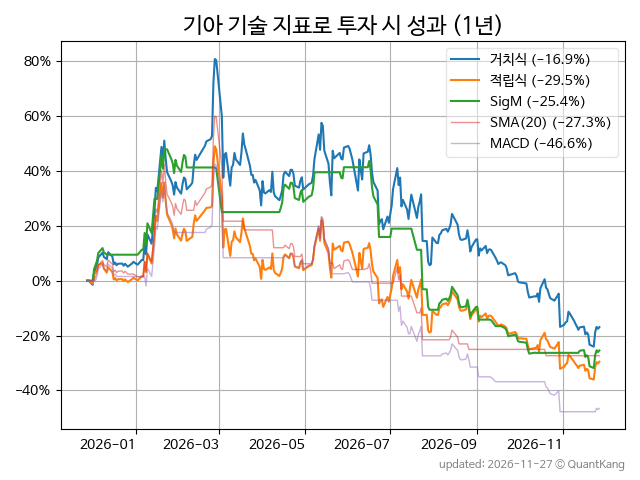 기아 기술 지표로 투자 시 성과 (1년)
80%
60%
40%
20%
0%
−20%
−40%
거치식 (−16.9%)
적립식 (−29.5%)
SigM (−25.4%)
SMA(20) (−27.3%)
MACD (−46.6%)
2026-01
2026-03
2026-05
2026-07
2026-09
2026-11
updated: 2026-11-27 © QuantKang